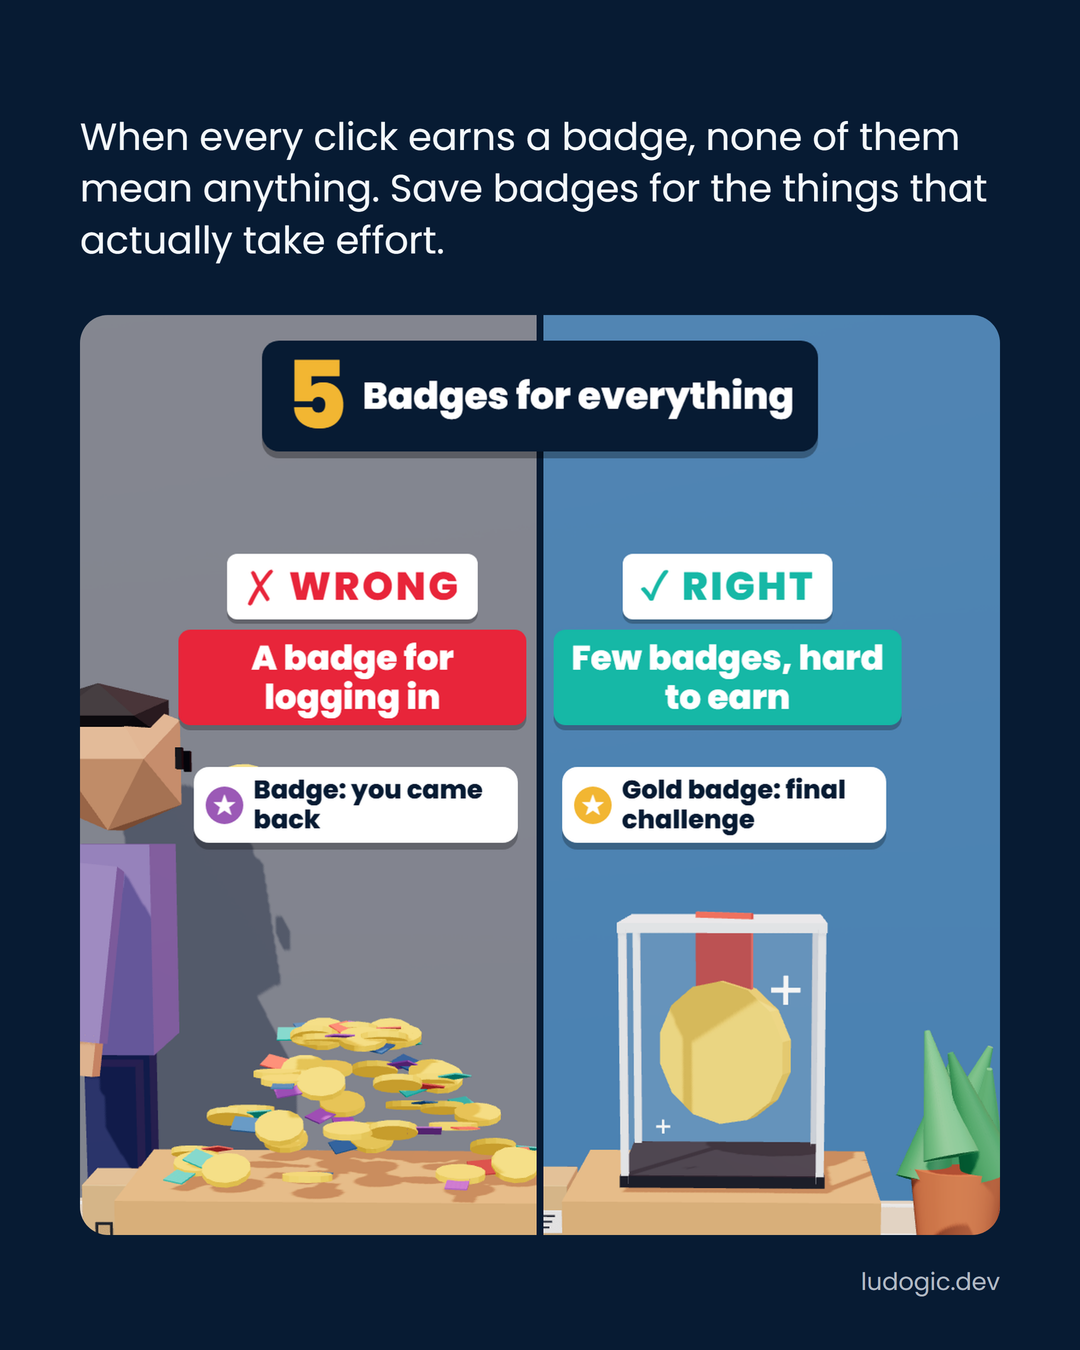 When every click earns a badge, none of them
mean anything. Save badges for the things that
actually take effort.
5 Badges for everything
✗ WRONG
A badge for
logging in
Badge: you came
back
✓ RIGHT
Few badges, hard
to earn
Gold badge: final
challenge
ludogic.dev